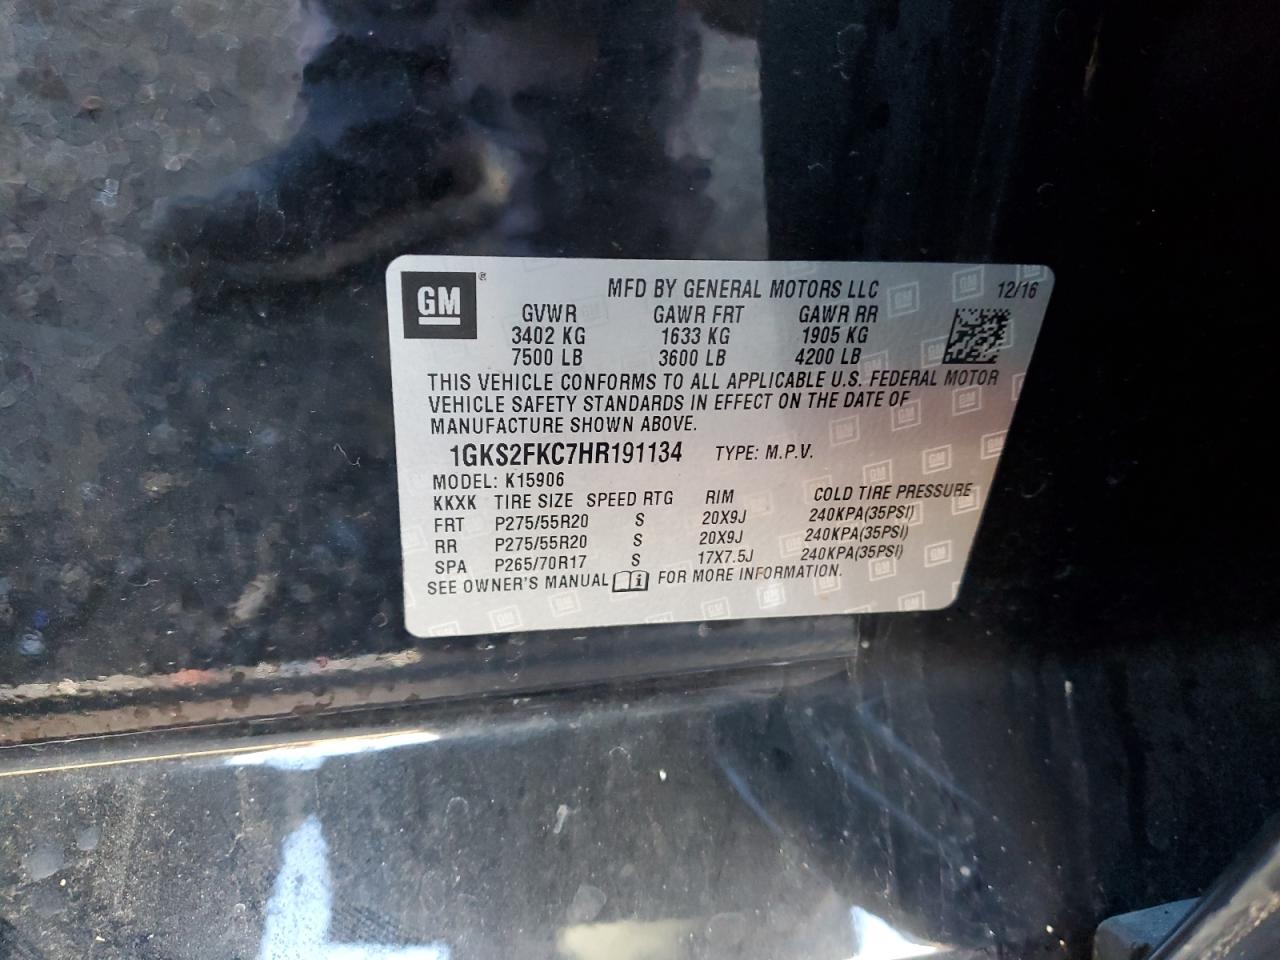 GM ®
MFD BY GENERAL MOTORS LLC 12/16
GVWR GAWR FRT GAWR RR
3402 KG 1633 KG 1905 KG
7500 LB 3600 LB 4200 LB
THIS VEHICLE CONFORMS TO ALL APPLICABLE U.S. FEDERAL MOTOR
VEHICLE SAFETY STANDARDS IN EFFECT ON THE DATE OF
MANUFACTURE SHOWN ABOVE.
1GKS2FKC7HR191134 TYPE: M.P.V.
MODEL: K15906
KKXK TIRE SIZE SPEED RTG RIM COLD TIRE PRESSURE
FRT P275/55R20 S 20X9J 240KPA(35PSI)
RR P275/55R20 S 20X9J 240KPA(35PSI)
SPA P265/70R17 S 17X7.5J 240KPA(35PSI)
SEE OWNER'S MANUAL i FOR MORE INFORMATION.